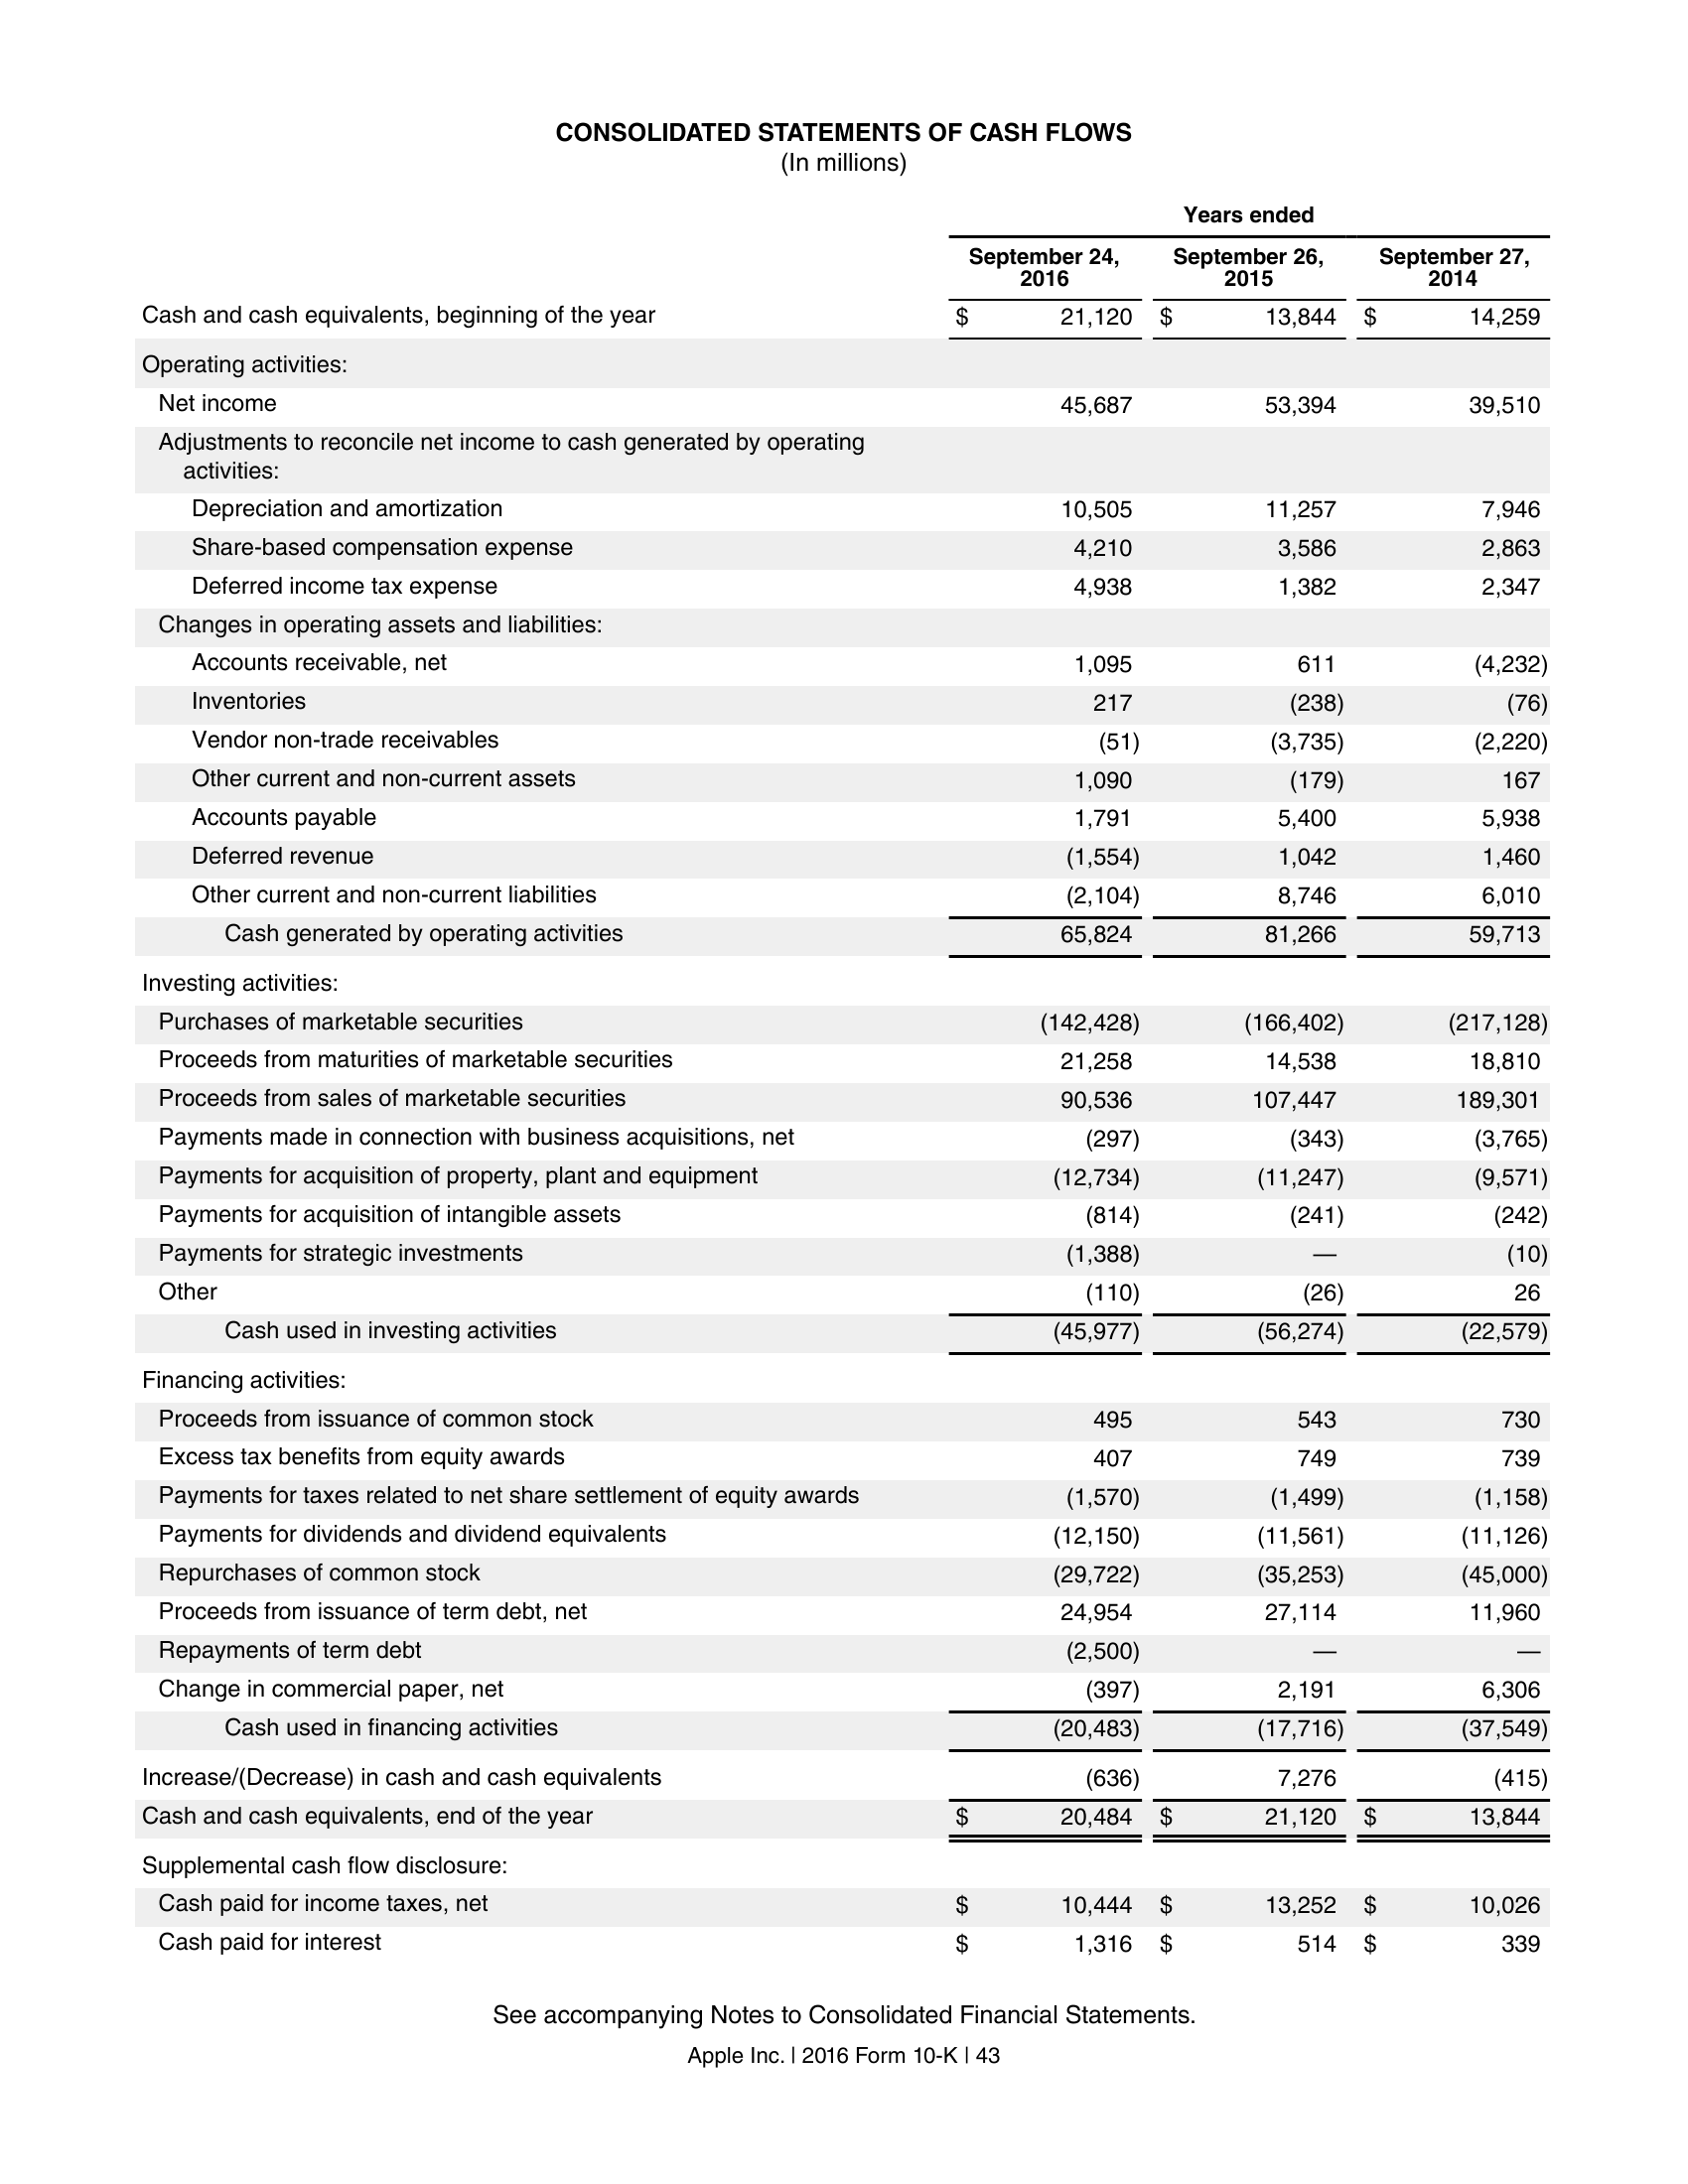 CONSOLIDATED STATEMENTS OF CASH FLOWS
(In millions)
Years ended
September 24, 2016 September 26, 2015 September 27, 2014
Cash and cash equivalents, beginning of the year $ 21,120 $ 13,844 $ 14,259
Operating activities:
Net income 45,687 53,394 39,510
Adjustments to reconcile net income to cash generated by operating
activities:
Depreciation and amortization 10,505 11,257 7,946
Share-based compensation expense 4,210 3,586 2,863
Deferred income tax expense 4,938 1,382 2,347
Changes in operating assets and liabilities:
Accounts receivable, net 1,095 611 (4,232)
Inventories 217 (238) (76)
Vendor non-trade receivables (51) (3,735) (2,220)
Other current and non-current assets 1,090 (179) 167
Accounts payable 1,791 5,400 5,938
Deferred revenue (1,554) 1,042 1,460
Other current and non-current liabilities (2,104) 8,746 6,010
Cash generated by operating activities 65,824 81,266 59,713
Investing activities:
Purchases of marketable securities (142,428) (166,402) (217,128)
Proceeds from maturities of marketable securities 21,258 14,538 18,810
Proceeds from sales of marketable securities 90,536 107,447 189,301
Payments made in connection with business acquisitions, net (297) (343) (3,765)
Payments for acquisition of property, plant and equipment (12,734) (11,247) (9,571)
Payments for acquisition of intangible assets (814) (241) (242)
Payments for strategic investments (1,388) — (10)
Other (110) (26) 26
Cash used in investing activities (45,977) (56,274) (22,579)
Financing activities:
Proceeds from issuance of common stock 495 543 730
Excess tax benefits from equity awards 407 749 739
Payments for taxes related to net share settlement of equity awards (1,570) (1,499) (1,158)
Payments for dividends and dividend equivalents (12,150) (11,561) (11,126)
Repurchases of common stock (29,722) (35,253) (45,000)
Proceeds from issuance of term debt, net 24,954 27,114 11,960
Repayments of term debt (2,500) — —
Change in commercial paper, net (397) 2,191 6,306
Cash used in financing activities (20,483) (17,716) (37,549)
Increase/(Decrease) in cash and cash equivalents (636) 7,276 (415)
Cash and cash equivalents, end of the year $ 20,484 $ 21,120 $ 13,844
Supplemental cash flow disclosure:
Cash paid for income taxes, net $ 10,444 $ 13,252 $ 10,026
Cash paid for interest $ 1,316 $ 514 $ 339
See accompanying Notes to Consolidated Financial Statements.
Apple Inc. | 2016 Form 10-K | 43